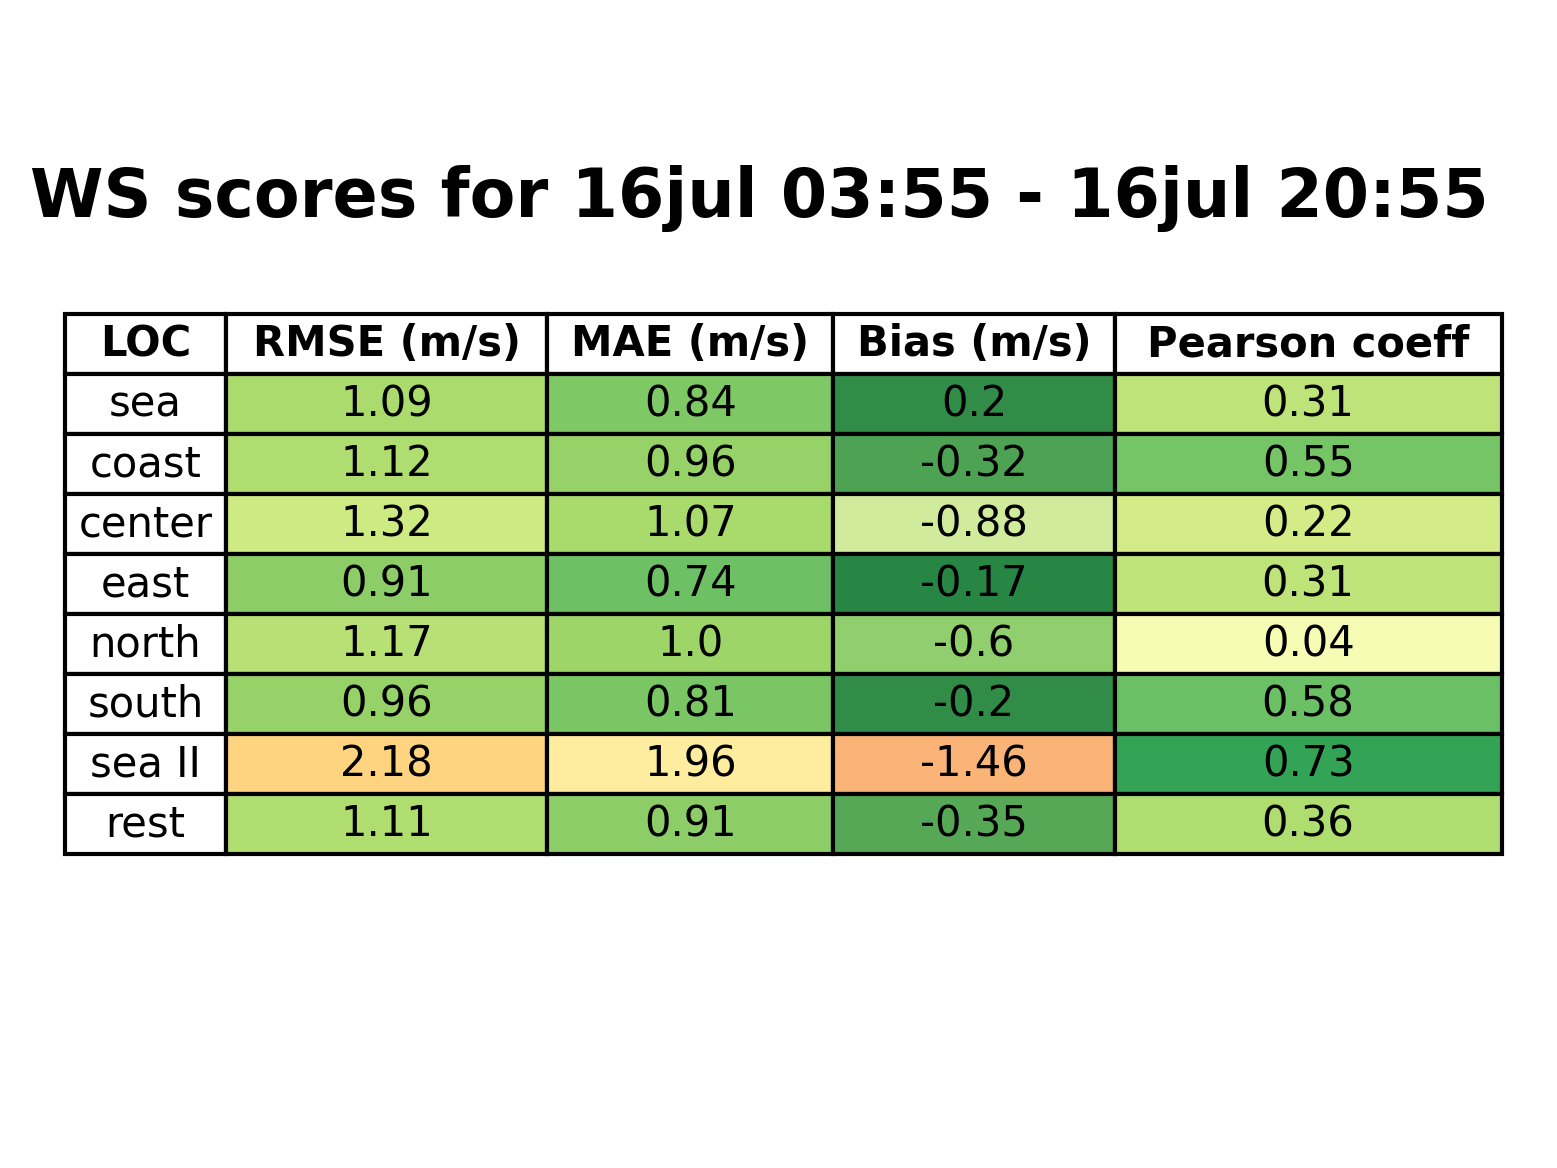 WS scores for 16jul 03:55 - 16jul 20:55
LOC RMSE (m/s) MAE (m/s) Bias (m/s) Pearson coeff
sea 1.09 0.84 0.2 0.31
coast 1.12 0.96 -0.32 0.55
center 1.32 1.07 -0.88 0.22
east 0.91 0.74 -0.17 0.31
north 1.17 1.0 -0.6 0.04
south 0.96 0.81 -0.2 0.58
sea II 2.18 1.96 -1.46 0.73
rest 1.11 0.91 -0.35 0.36